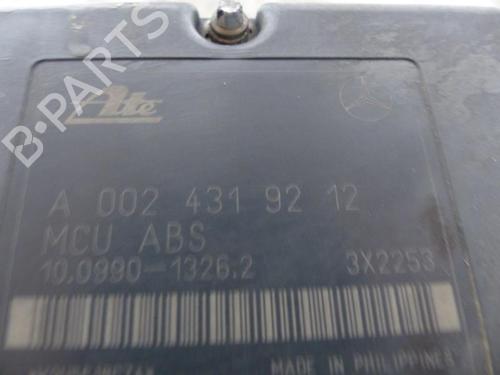 B-PARTS
Ate
A 002 431 92 12
MCU ABS
10.0990-1326.2 3X2253
MADE IN PHILIPPINES